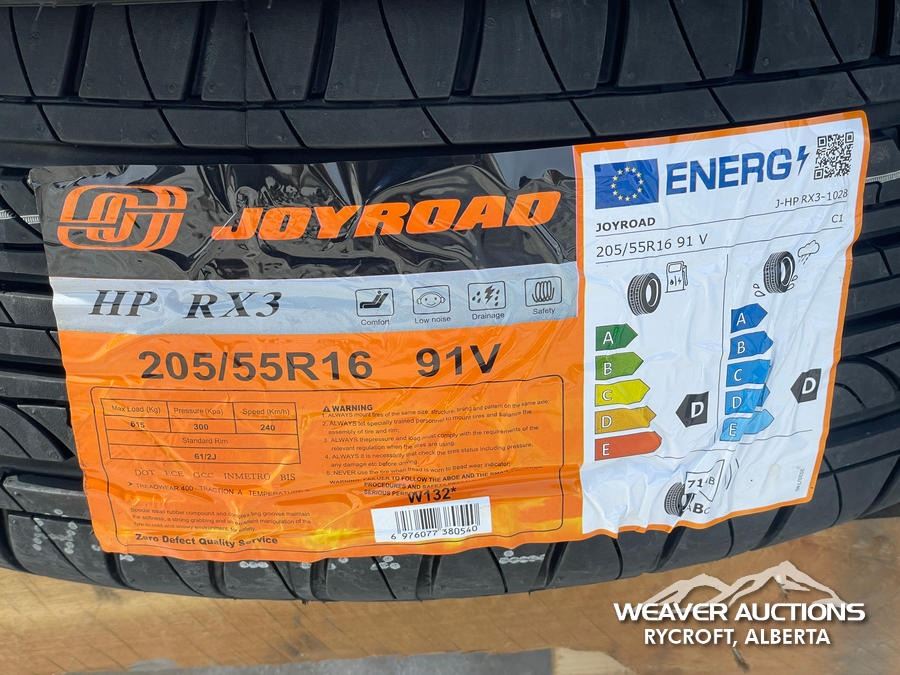 JOYROAD
HP RX3
Comfort
Low noise
Drainage
Safety
205/55R16 91V
Max Load (Kg) Pressure (Kpa) Speed (Km/h)
615 300 240
Standard Rim
61/2J
DOT ECE GCC INMETRO BIS
TREADWEAR 400 TRACTION A TEMPERATURE
Special
Zero Defect Quality Service
WARNING
1. ALWAYS mount tires of the same size, structure, lining and pattern on the same axle;
2. ALWAYS let specially trained personnel to mount tires and balance the
assembly of tire and rim;
3. ALWAYS the pressure and load must comply with the requirements of the
relevant regulation when the tires are using.
4. ALWAYS it is necessary that check the tires status including pressure,
any damage etc before driving.
5. NEVER use the tire when tread is worn to tread wear indicator;
W132*
6 976077 380540
ENERG
J-HP RX3-1028
JOYROAD C1
205/55R16 91 V
A
B
C
D
E
D
A
B
C
D
E
D
71
B
ABC
WEAVER AUCTIONS
RYCROFT, ALBERTA